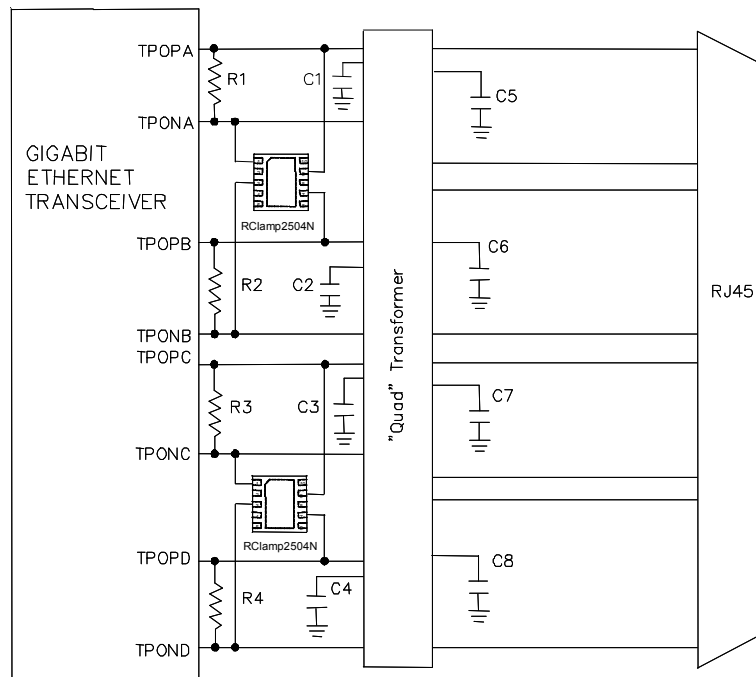 TPOPA
R1
C1
C5
TPONA
GIGABIT
ETHERNET
TRANSCEIVER
RClamp2504N
TPOPB
R2
C2
C6
RJ45
TPONB
TPOPC
"Quad" Transformer
R3
C3
C7
TPONC
RClamp2504N
TPOPD
R4
C4
C8
TPOND